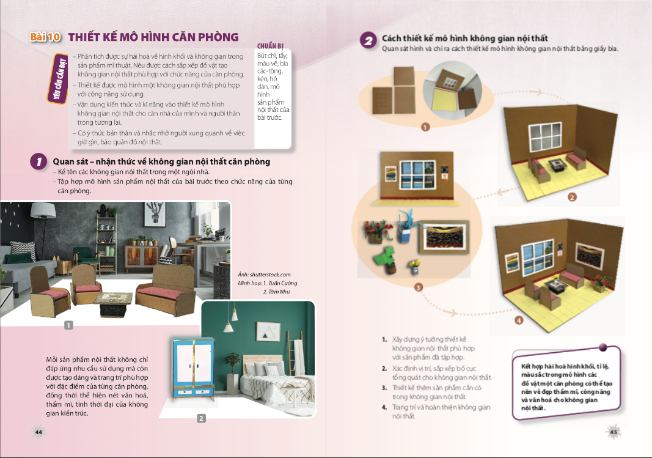 Bài 10 THIẾT KẾ MÔ HÌNH CĂN PHÒNG
YÊU CẦU CẦN ĐẠT
– Phân tích được sự hài hoà về hình khối và không gian trong
sản phẩm mĩ thuật. Nêu được cách sắp xếp đồ vật tạo
không gian nội thất phù hợp với chức năng của căn phòng.
– Thiết kế được mô hình một không gian nội thất phù hợp
với công năng sử dụng.
– Vận dụng kiến thức và kĩ năng vào thiết kế mô hình
không gian nội thất cho căn nhà của mình và người thân
trong tương lai.
– Có ý thức bản thân và nhắc nhở người xung quanh về việc
giữ gìn, bảo quản đồ nội thất.
CHUẨN BỊ
Bút chì, tẩy,
màu vẽ, bìa
các-tông,
kéo, hồ
dán, mô
hình
sản phẩm
nội thất của
bài trước.
1 Quan sát – nhận thức về không gian nội thất căn phòng
– Kể tên các không gian nội thất trong một ngôi nhà.
– Tập hợp mô hình sản phẩm nội thất của bài trước theo chức năng của từng
căn phòng.
Ảnh: shutterstock.com
Minh hoạ: 1. Tuấn Cường
2. Tâm Như
1
Mỗi sản phẩm nội thất không chỉ
đáp ứng nhu cầu sử dụng mà còn
được tạo dáng và trang trí phù hợp
với đặc điểm của từng căn phòng,
đồng thời thể hiện nét văn hoá,
thẩm mĩ, tính thời đại của không
gian kiến trúc.
2
44
2 Cách thiết kế mô hình không gian nội thất
Quan sát hình và chỉ ra cách thiết kế mô hình không gian nội thất bằng giấy bìa.
1
2
3
4
1. Xây dựng ý tưởng thiết kế
không gian nội thất phù hợp
với sản phẩm đã tập hợp.
2. Xác định vị trí, sắp xếp bố cục
tổng quát cho không gian nội thất.
3. Thiết kế thêm sản phẩm cần có
trong không gian nội thất.
4. Trang trí và hoàn thiện không gian
nội thất.
Kết hợp hài hoà hình khối, tỉ lệ,
màu sắc trong mô hình các
đồ vật một căn phòng có thể tạo
nên vẻ đẹp thẩm mĩ, công năng
và văn hoá cho không gian
nội thất.
45